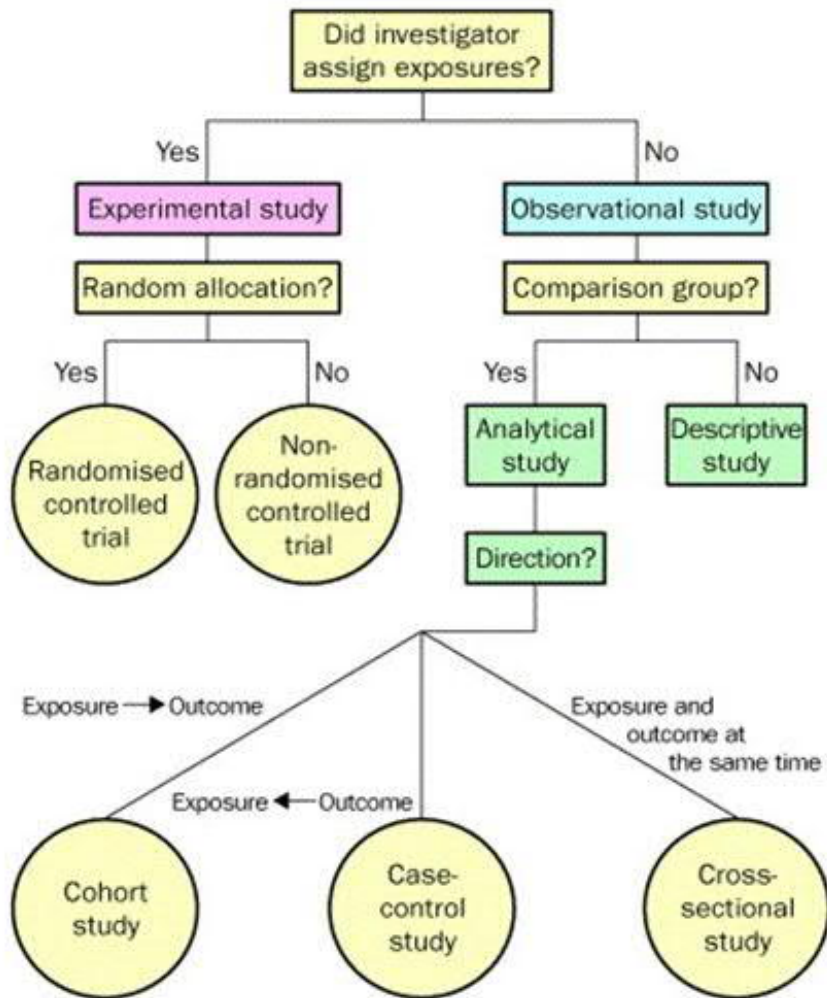 Did investigator
assign exposures?
Yes
No
Experimental study
Observational study
Random allocation?
Comparison group?
Yes
No
Yes
No
Randomised
controlled
trial
Non-
randomised
controlled
trial
Analytical
study
Descriptive
study
Direction?
Exposure → Outcome
Exposure ← Outcome
Exposure and
outcome at
the same time
Cohort
study
Case-
control
study
Cross-
sectional
study